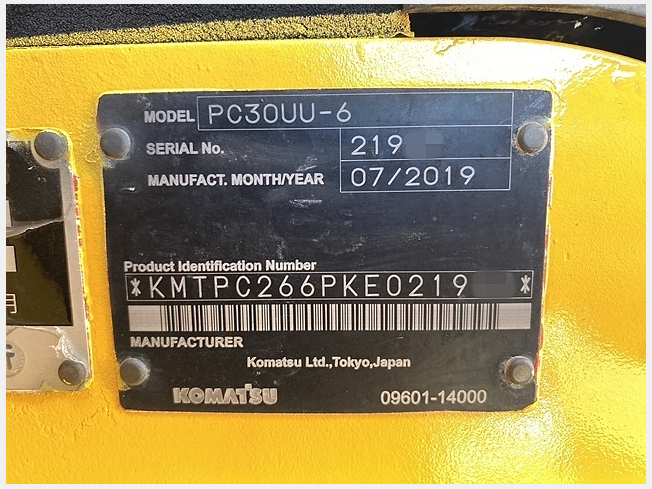 MODEL PC30UU-6
SERIAL No. 219
MANUFACT. MONTH/YEAR 07/2019
Product Identification Number
*KMTPC266PKE0219 *
MANUFACTURER
Komatsu Ltd.,Tokyo,Japan
KOMATSU 09601-14000
月